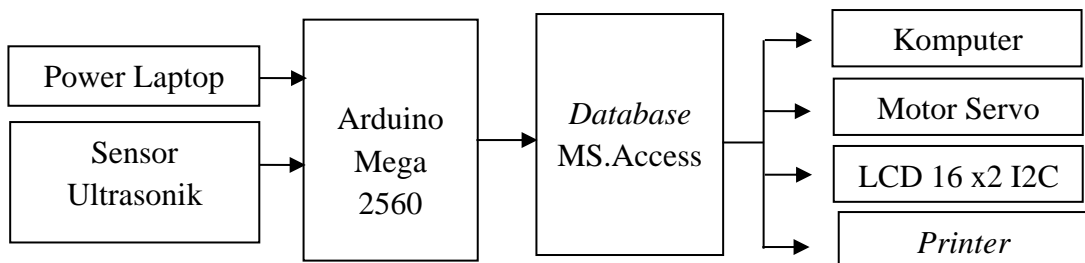 Power Laptop
Sensor
Ultrasonik
Arduino
Mega
2560
Database
MS.Access
Komputer
Motor Servo
LCD 16 x2 I2C
Printer